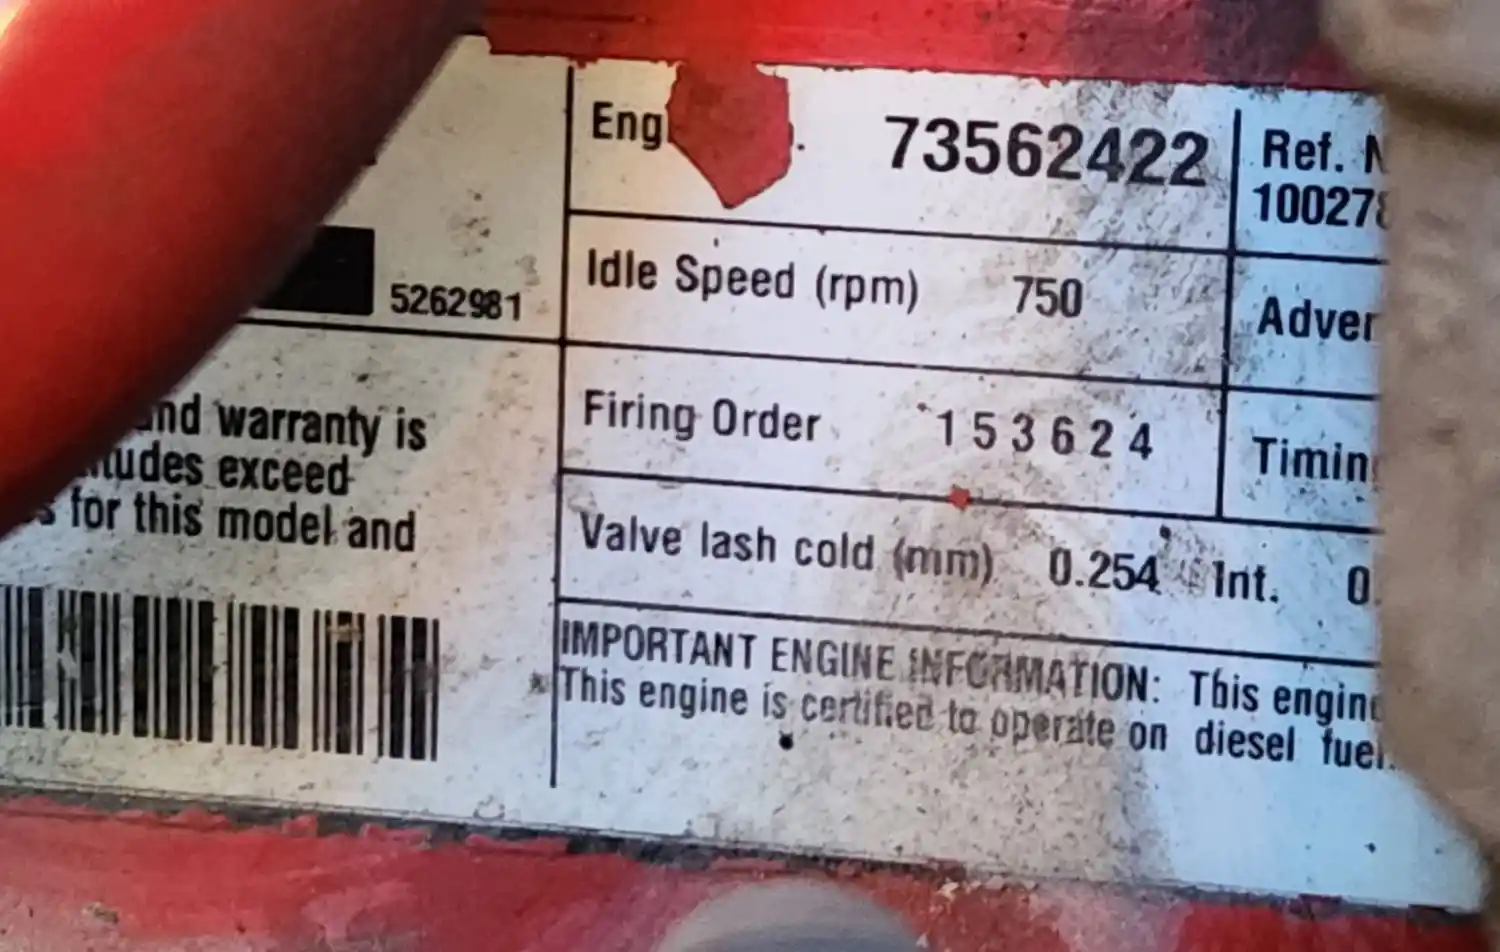 5262981
and warranty is
exceed
for this model and
Eng . 73562422
Idle Speed (rpm) 750
Firing Order 1 5 3 6 2 4
Valve lash cold (mm) 0.254 Int. 0.
IMPORTANT ENGINE INFORMATION: This engine
This engine is certified to operate on diesel fuel.
Ref. N
100278
Adver
Timin